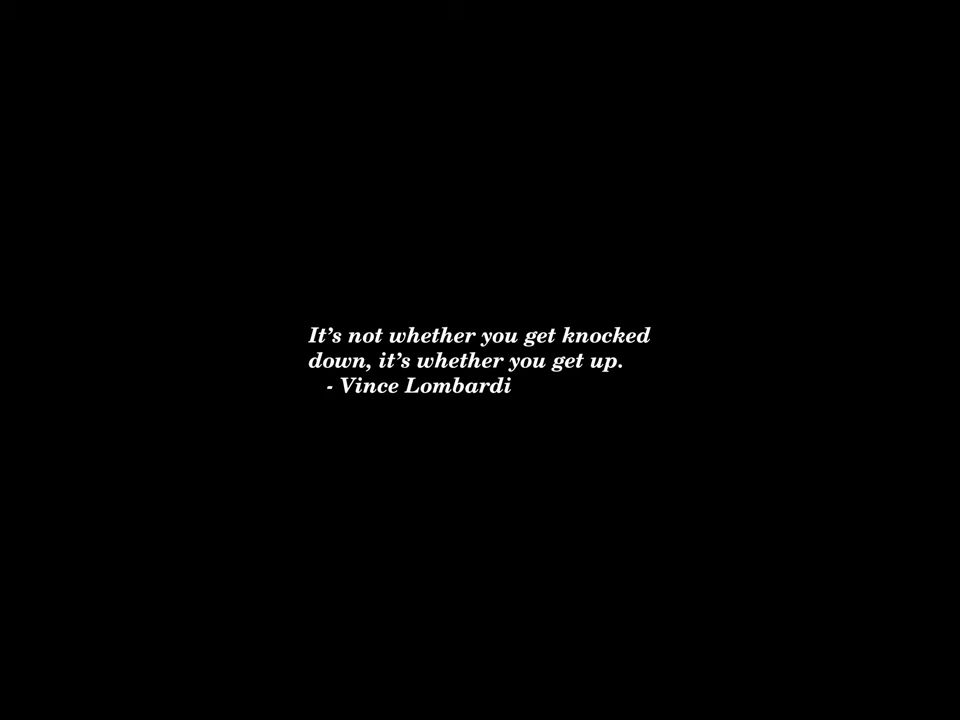 It’s not whether you get knocked
down, it’s whether you get up.
- Vince Lombardi